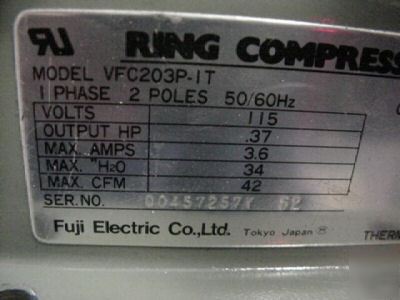 RU RING COMPRESS
MODEL VFC203P-1T
1 PHASE 2 POLES 50/60Hz
VOLTS 115
OUTPUT HP .37
MAX. AMPS 3.6
MAX. "H2O 34
MAX. CFM 42
SER.NO.
Fuji Electric Co.,Ltd. Tokyo Japan
THERM